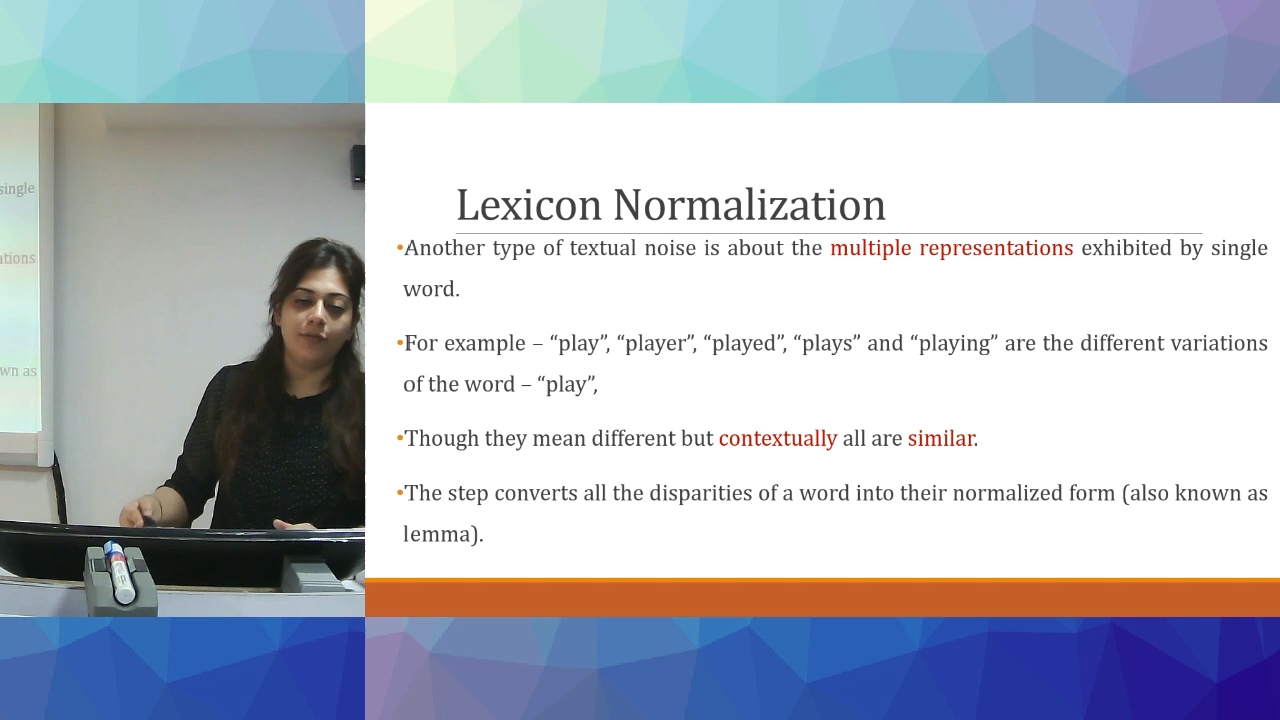 single
ations
wn as
Lexicon Normalization
•Another type of textual noise is about the multiple representations exhibited by single
word.
•For example – “play”, “player”, “played”, “plays” and “playing” are the different variations
of the word – “play”,
•Though they mean different but contextually all are similar.
•The step converts all the disparities of a word into their normalized form (also known as
lemma).